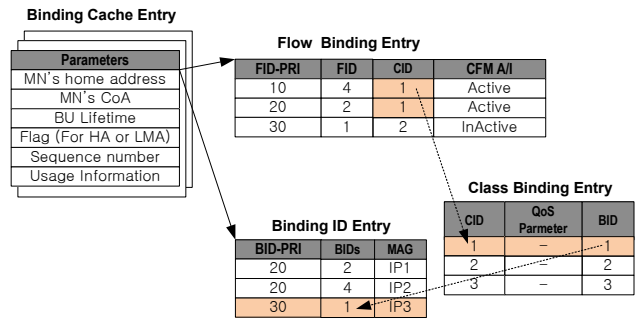 Binding Cache Entry
Parameters
MN's home address
MN's CoA
BU Lifetime
Flag (For HA or LMA)
Sequence number
Usage Information
Flow Binding Entry
FID-PRI FID CID CFM A/I
10 4 1 Active
20 2 1 Active
30 1 2 InActive
Class Binding Entry
CID QoS Parmeter BID
1 – 1
2 – 2
3 – 3
Binding ID Entry
BID-PRI BIDs MAG
20 2 IP1
20 4 IP2
30 1 IP3